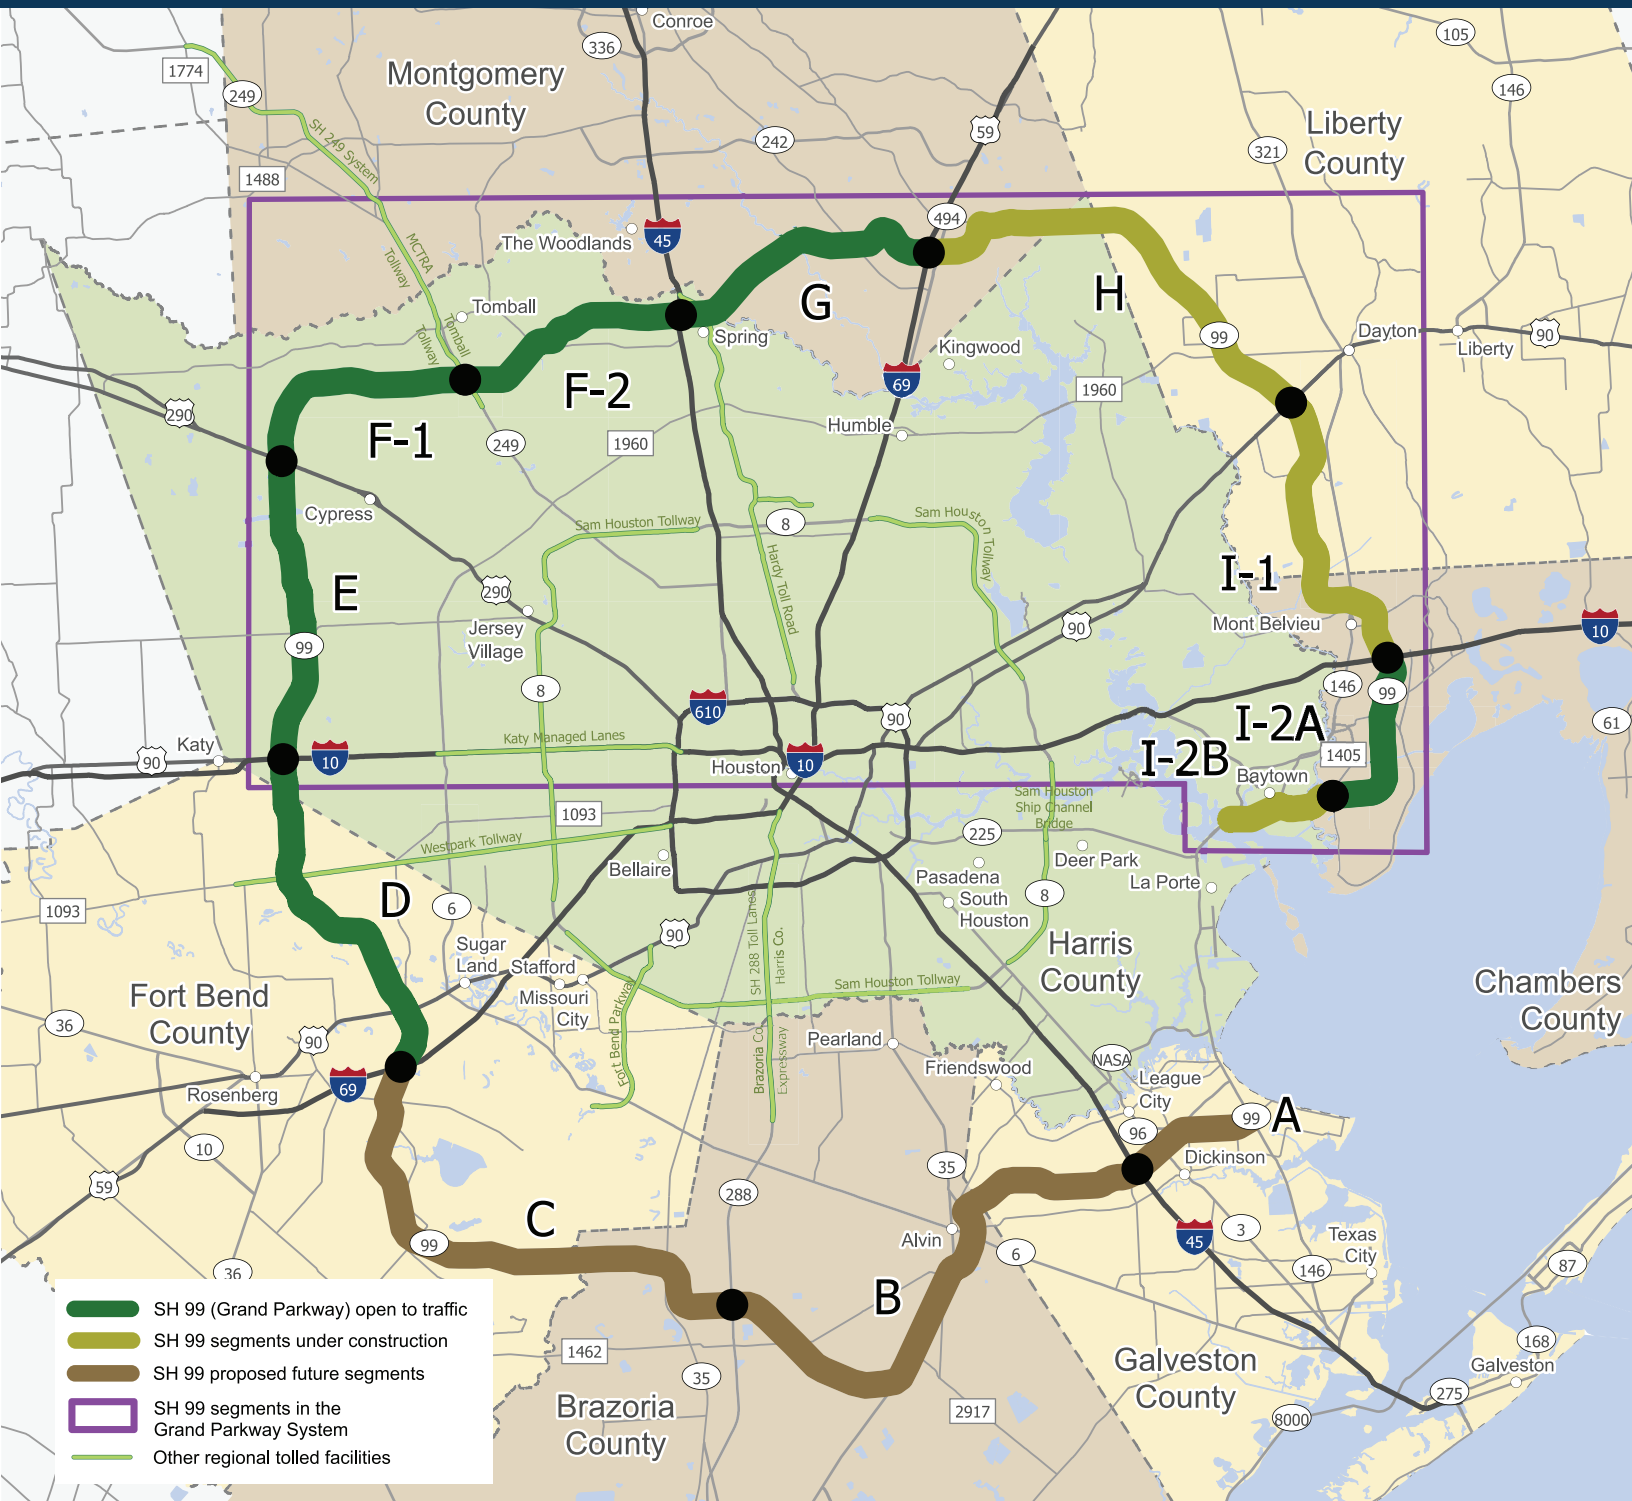 Conroe
336
105
1774
249
Montgomery
County
146
59
242
Liberty
County
321
SH 249 System
1488
494
The Woodlands
45
MCTRA
Tollway
H
G
Tomball
Tomball
Tollway
Spring
99
Dayton
Liberty
90
Kingwood
69
F-2
1960
290
Humble
F-1
249
1960
Cypress
Sam Houston Tollway
8
Sam Houston Tollway
Hardy Toll Road
I-1
E
290
Jersey
Village
90
Mont Belvieu
10
99
8
146
99
610
90
I-2A
61
Katy
90
10
Katy Managed Lanes
Houston
10
I-2B
1405
Baytown
Sam Houston
Ship Channel
Bridge
1093
225
Westpark Tollway
Bellaire
Deer Park
Pasadena
La Porte
D
1093
6
8
South
Houston
90
SH 288 Toll Lanes
Harris Co.
Sugar
Land
Stafford
Harris
County
Missouri
City
Sam Houston Tollway
Fort Bend
County
Chambers
County
36
90
Fort Bend Parkway
Brazoria Co.
Expressway
Pearland
NASA
Friendswood
League
City
69
Rosenberg
99
A
96
10
Dickinson
59
35
288
C
Alvin
99
45
3
Texas
City
6
146
87
36
B
SH 99 (Grand Parkway) open to traffic
SH 99 segments under construction
SH 99 proposed future segments
SH 99 segments in the
Grand Parkway System
Other regional tolled facilities
1462
35
168
Galveston
Galveston
County
275
Brazoria
County
2917
8000